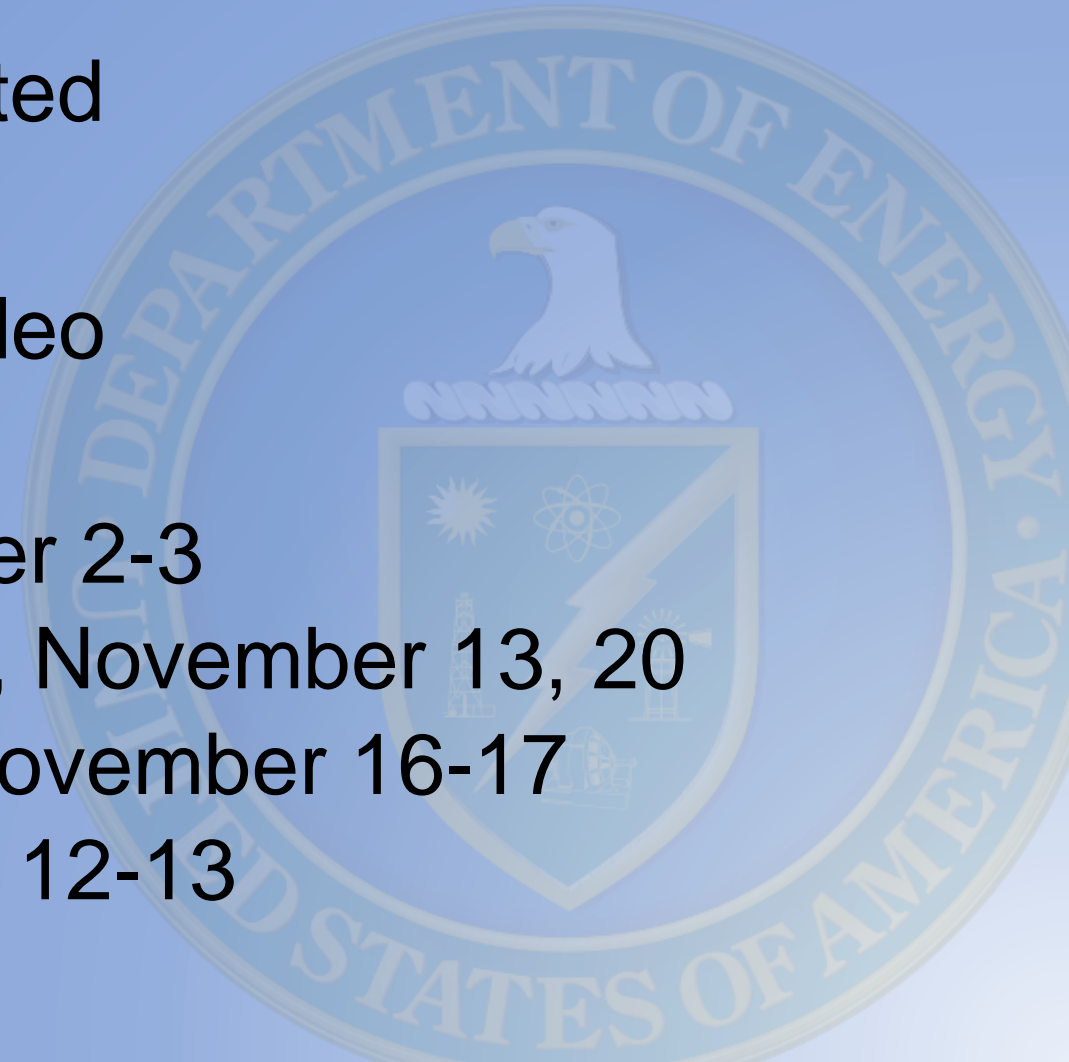 ted
deo
er 2-3
, November 13, 20
ovember 16-17
12-13
DEPARTMENT OF ENERGY
UNITED STATES OF AMERICA